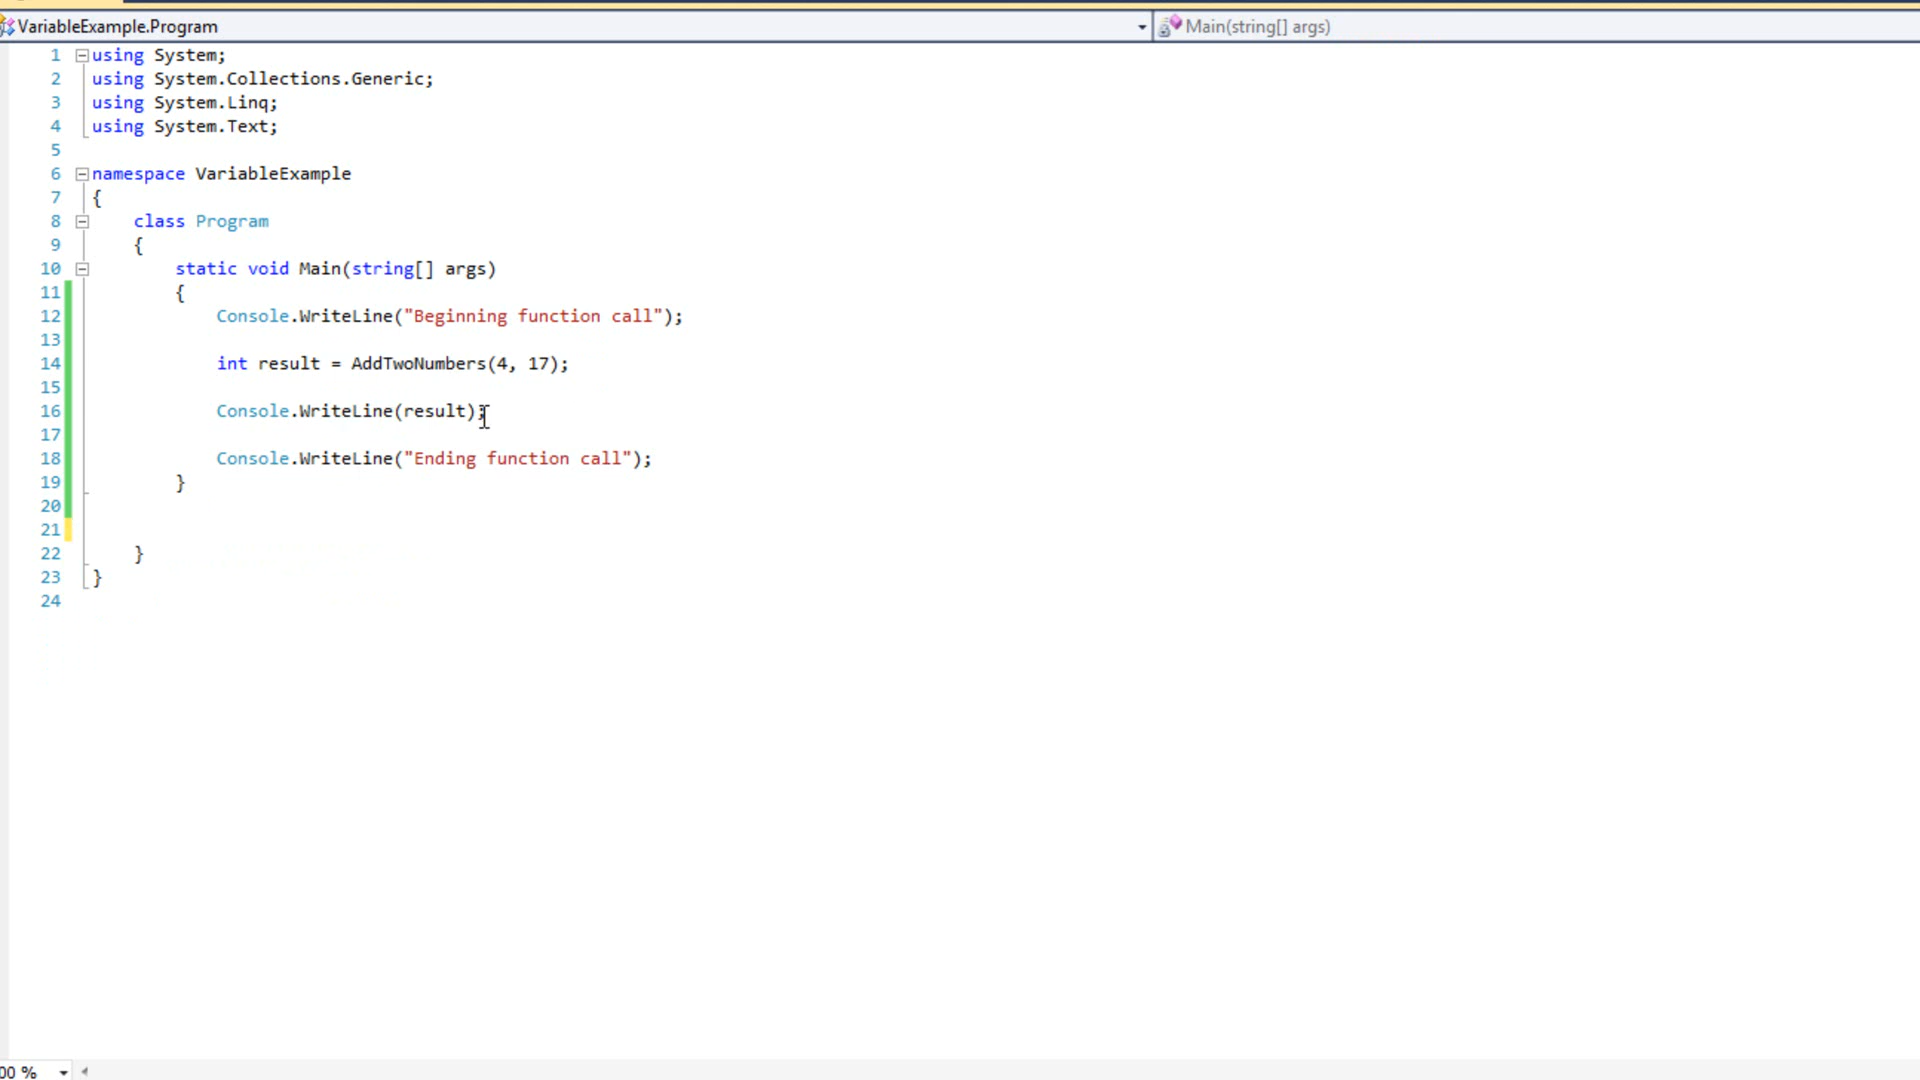 VariableExample.Program
Main(string[] args)
1 using System;
2 using System.Collections.Generic;
3 using System.Linq;
4 using System.Text;
5
6 namespace VariableExample
7 {
8 class Program
9 {
10 static void Main(string[] args)
11 {
12 Console.WriteLine("Beginning function call");
13
14 int result = AddTwoNumbers(4, 17);
15
16 Console.WriteLine(result);
17
18 Console.WriteLine("Ending function call");
19 }
20
21
22 }
23 }
24
00 %